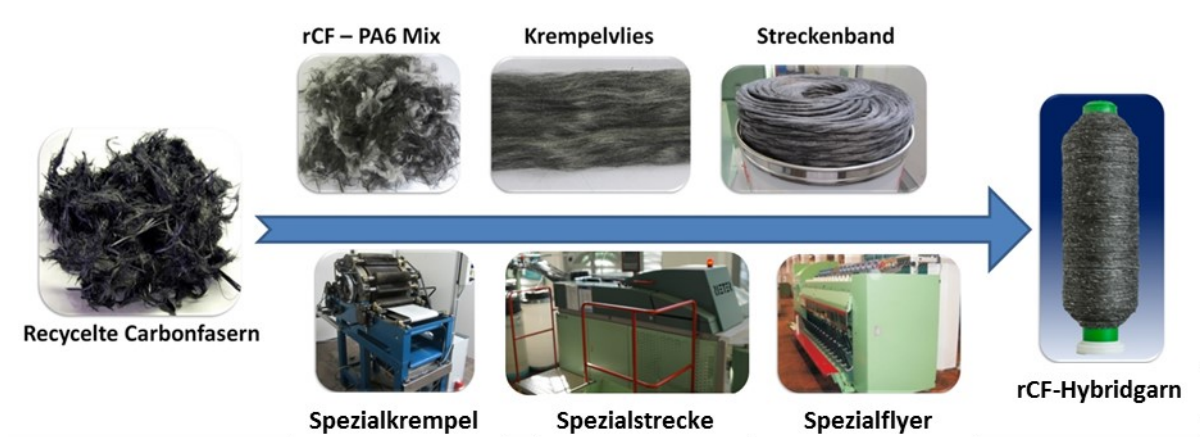 rCF – PA6 Mix
Krempelvlies
Streckenband
Recycelte Carbonfasern
rCF-Hybridgarn
Spezialkrempel
Spezialstrecke
Spezialflyer